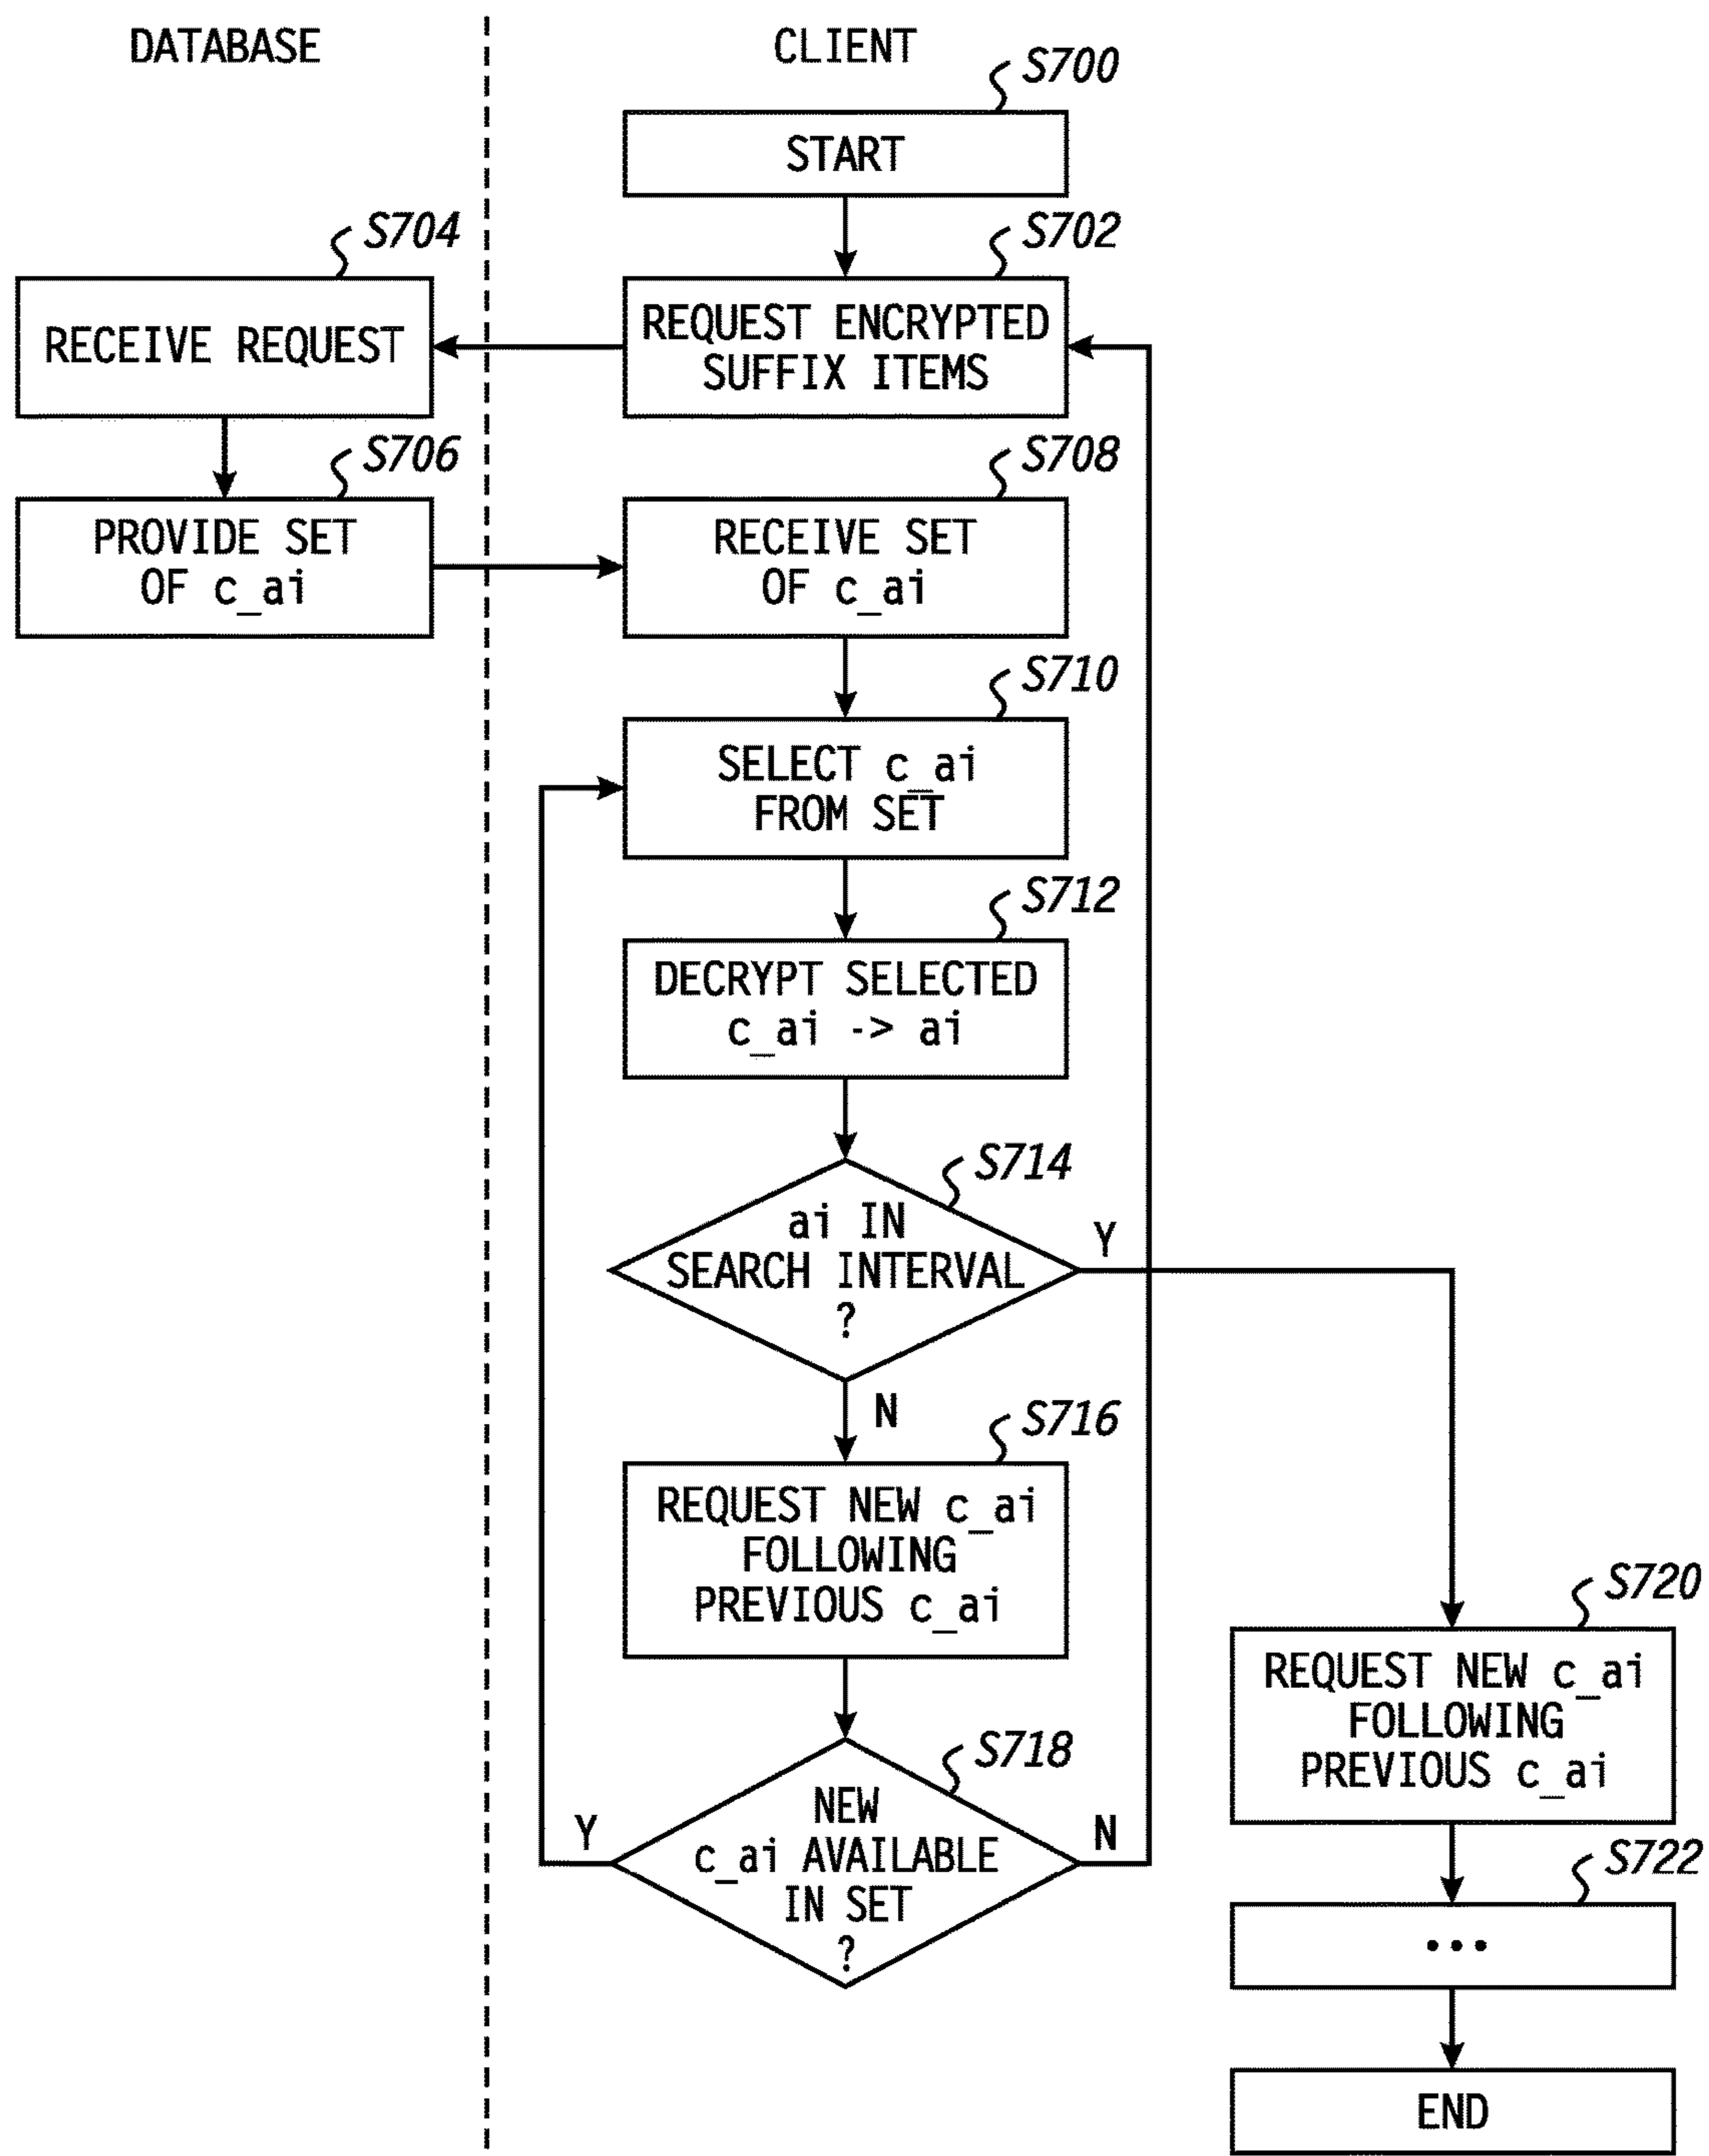 DATABASE
CLIENT
S700
START
S704
S702
RECEIVE REQUEST
REQUEST ENCRYPTED
SUFFIX ITEMS
S706
S708
PROVIDE SET
OF c_ai
RECEIVE SET
OF c_ai
S710
SELECT c_ai
FROM SET
S712
DECRYPT SELECTED
c_ai -> ai
S714
ai IN
SEARCH INTERVAL
?
Y
N
S716
REQUEST NEW c_ai
FOLLOWING
PREVIOUS c_ai
S718
NEW
c_ai AVAILABLE
IN SET
?
Y
N
S720
REQUEST NEW c_ai
FOLLOWING
PREVIOUS c_ai
S722
...
END